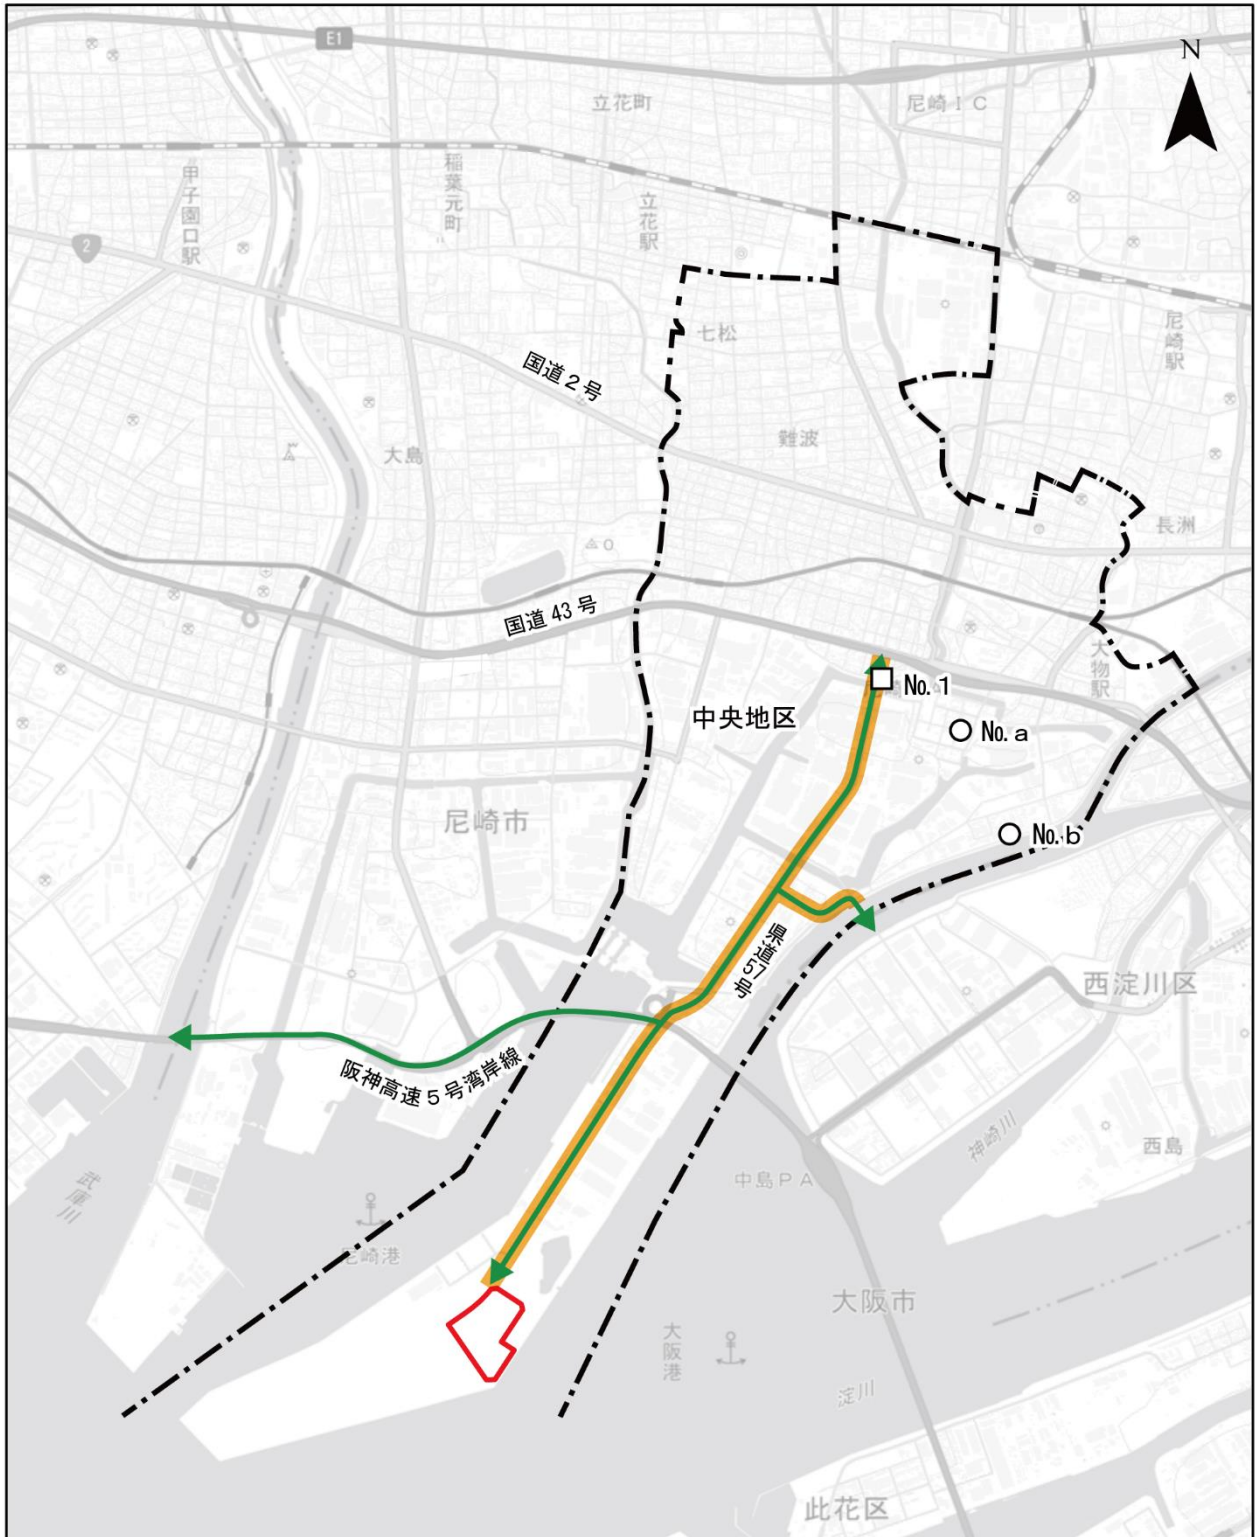 E1
N
立花町
尼崎IC
甲子園口駅
稲葉元町
立花駅
2
七松
尼崎駅
国道2号
難波
大島
長洲
国道43号
大物駅
No.1
中央地区
No.a
尼崎市
No.b
県道57号
西淀川区
阪神高速5号湾岸線
神崎川
西島
中島PA
武庫川
尼崎港
大阪市
大阪港
淀川
此花区